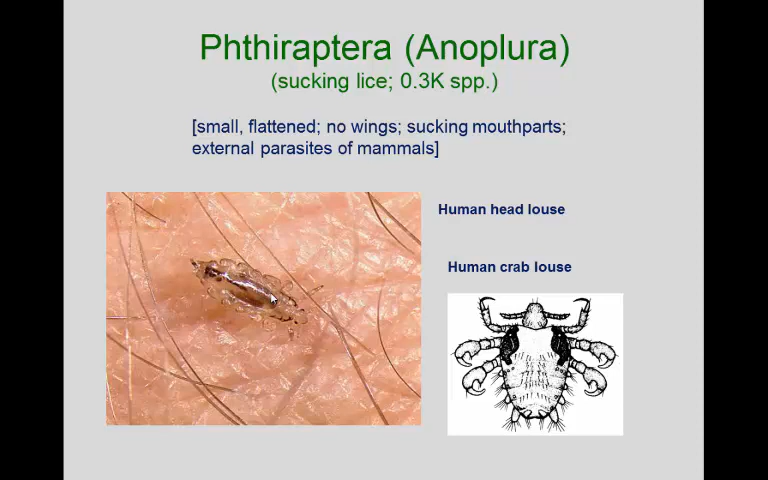 Phthiraptera (Anoplura)
(sucking lice; 0.3K spp.)
[small, flattened; no wings; sucking mouthparts;
external parasites of mammals]
Human head louse
Human crab louse